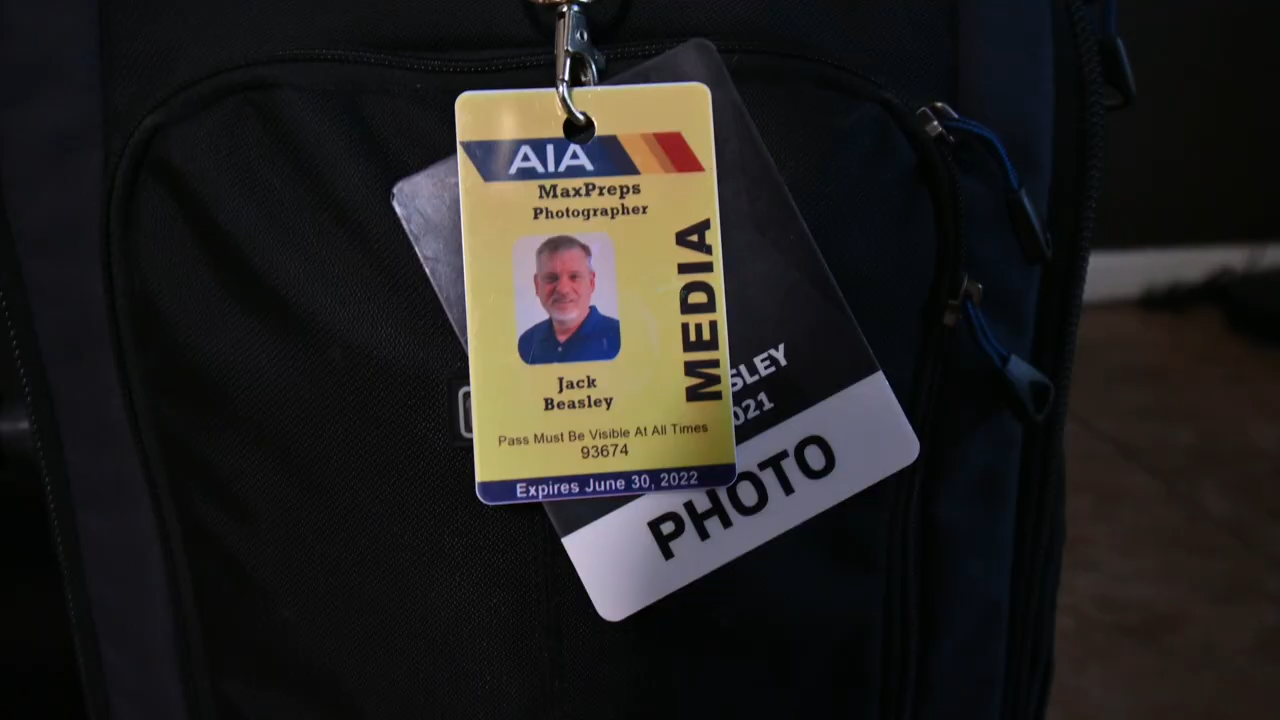 AIA
MaxPreps
Photographer
MEDIA
Jack
Beasley
Pass Must Be Visible At All Times
93674
Expires June 30, 2022
SLEY
021
PHOTO